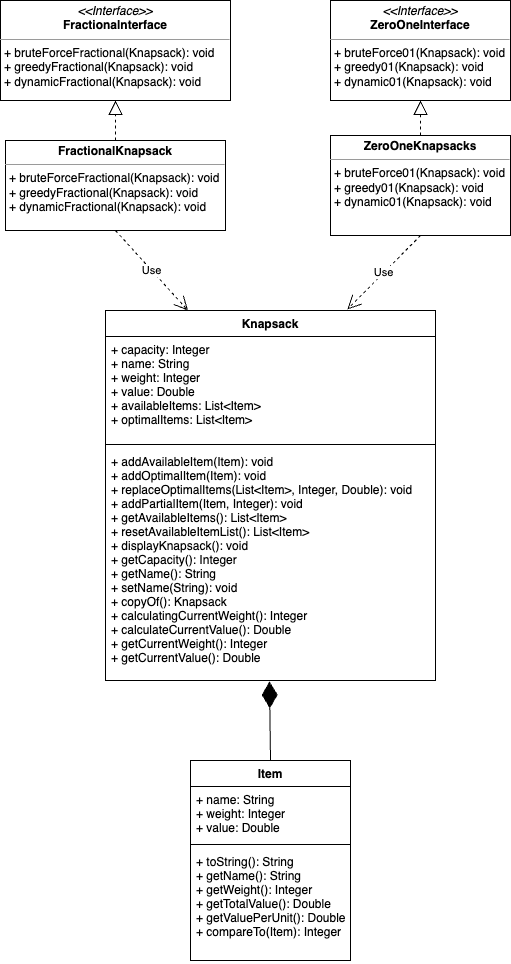 <<Interface>>
FractionalInterface
+ bruteForceFractional(Knapsack): void
+ greedyFractional(Knapsack): void
+ dynamicFractional(Knapsack): void
<<Interface>>
ZeroOneInterface
+ bruteForce01(Knapsack): void
+ greedy01(Knapsack): void
+ dynamic01(Knapsack): void
FractionalKnapsack
+ bruteForceFractional(Knapsack): void
+ greedyFractional(Knapsack): void
+ dynamicFractional(Knapsack): void
ZeroOneKnapsacks
+ bruteForce01(Knapsack): void
+ greedy01(Knapsack): void
+ dynamic01(Knapsack): void
Use
Use
Knapsack
+ capacity: Integer
+ name: String
+ weight: Integer
+ value: Double
+ availableItems: List<Item>
+ optimalItems: List<Item>
+ addAvailableItem(Item): void
+ addOptimalItem(Item): void
+ replaceOptimalItems(List<Item>, Integer, Double): void
+ addPartialItem(Item, Integer): void
+ getAvailableItems(): List<Item>
+ resetAvailableItemList(): List<Item>
+ displayKnapsack(): void
+ getCapacity(): Integer
+ getName(): String
+ setName(String): void
+ copyOf(): Knapsack
+ calculatingCurrentWeight(): Integer
+ calculateCurrentValue(): Double
+ getCurrentWeight(): Integer
+ getCurrentValue(): Double
Item
+ name: String
+ weight: Integer
+ value: Double
+ toString(): String
+ getName(): String
+ getWeight(): Integer
+ getTotalValue(): Double
+ getValuePerUnit(): Double
+ compareTo(Item): Integer